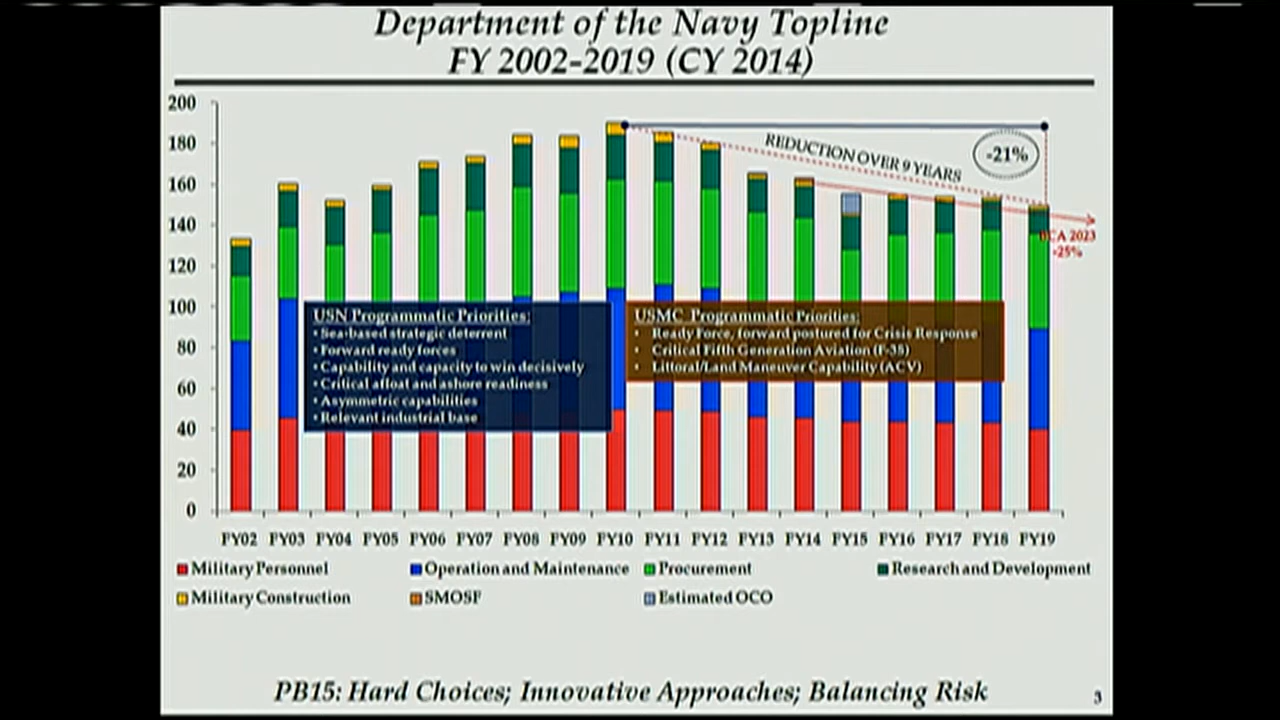 Department of the Navy Topline
FY 2002-2019 (CY 2014)
200
180
160
140
120
100
80
60
40
20
0
REDUCTION OVER 9 YEARS
-21%
BCA 2023
-25%
USN Programmatic Priorities:
• Sea-based strategic deterrent
• Forward ready forces
• Capability and capacity to win decisively
• Critical afloat and ashore readiness
• Asymmetric capabilities
• Relevant industrial base
USMC Programmatic Priorities:
• Ready Force, forward postured for Crisis Response
• Critical Fifth Generation Aviation (F-35)
• Littoral/Land Maneuver Capability (ACV)
FY02 FY03 FY04 FY05 FY06 FY07 FY08 FY09 FY10 FY11 FY12 FY13 FY14 FY15 FY16 FY17 FY18 FY19
Military Personnel Operation and Maintenance Procurement Research and Development
Military Construction SMOSF Estimated OCO
PB15: Hard Choices; Innovative Approaches; Balancing Risk
3